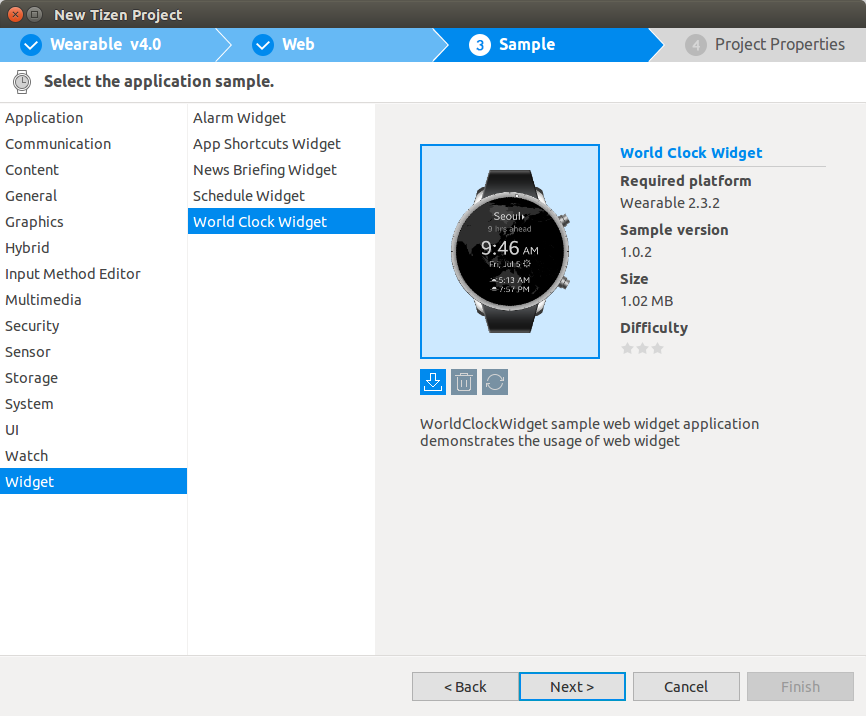 New Tizen Project
Wearable v4.0
Web
3 Sample
4 Project Properties
Select the application sample.
Application
Communication
Content
General
Graphics
Hybrid
Input Method Editor
Multimedia
Security
Sensor
Storage
System
UI
Watch
Widget
Alarm Widget
App Shortcuts Widget
News Briefing Widget
Schedule Widget
World Clock Widget
Seoul
9 hrs ahead
9:46 AM
Fri, Jul 5
5:13 AM
7:57 PM
World Clock Widget
Required platform
Wearable 2.3.2
Sample version
1.0.2
Size
1.02 MB
Difficulty
WorldClockWidget sample web widget application
demonstrates the usage of web widget
< Back
Next >
Cancel
Finish